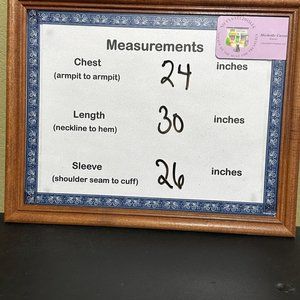 Measurements
Chest 24 inches
(armpit to armpit)
Length 30 inches
(neckline to hem)
Sleeve 26 inches
(shoulder seam to cuff)